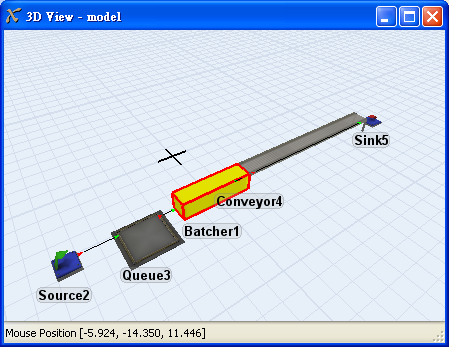 3D View - model
Sink5
Conveyor4
Batcher1
Queue3
Source2
Mouse Position [-5.924, -14.350, 11.446]